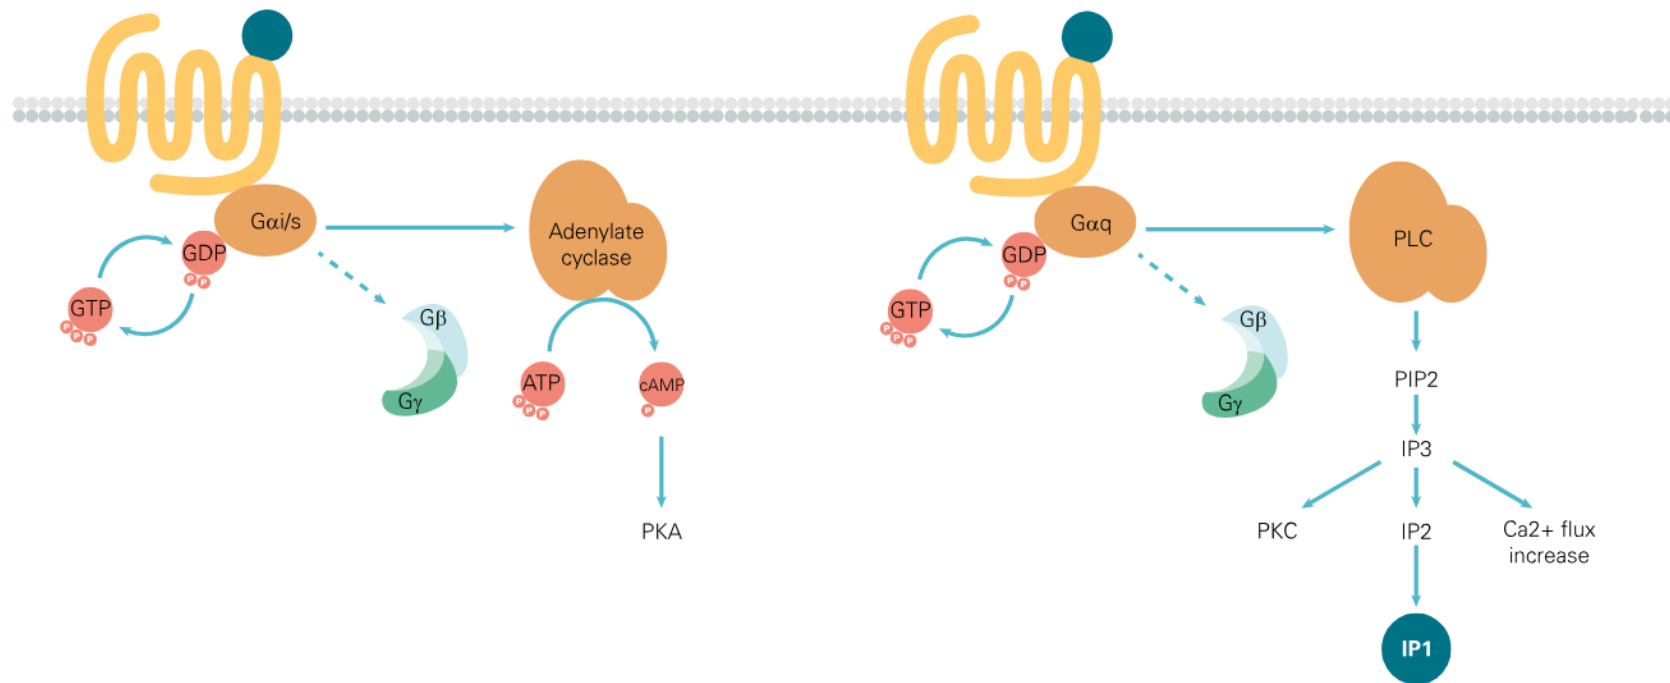 Gαi/s
GDP
P
P
GTP
P
P
P
Gβ
Gγ
Adenylate
cyclase
ATP
P
P
P
cAMP
P
PKA
Gαq
GDP
P
P
GTP
P
P
P
Gβ
Gγ
PLC
PIP2
IP3
PKC
IP2
Ca2+ flux
increase
IP1